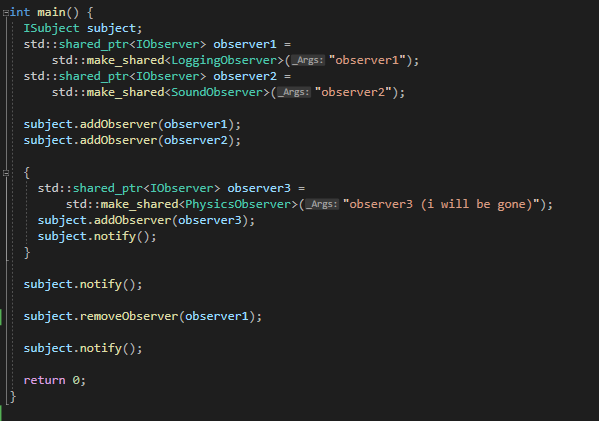 int main() {
  ISubject subject;
  std::shared_ptr<IObserver> observer1 =
      std::make_shared<LoggingObserver>(_Args: "observer1");
  std::shared_ptr<IObserver> observer2 =
      std::make_shared<SoundObserver>(_Args: "observer2");

  subject.addObserver(observer1);
  subject.addObserver(observer2);

  {
    std::shared_ptr<IObserver> observer3 =
        std::make_shared<PhysicsObserver>(_Args: "observer3 (i will be gone)");
    subject.addObserver(observer3);
    subject.notify();
  }

  subject.notify();

  subject.removeObserver(observer1);

  subject.notify();

  return 0;
}